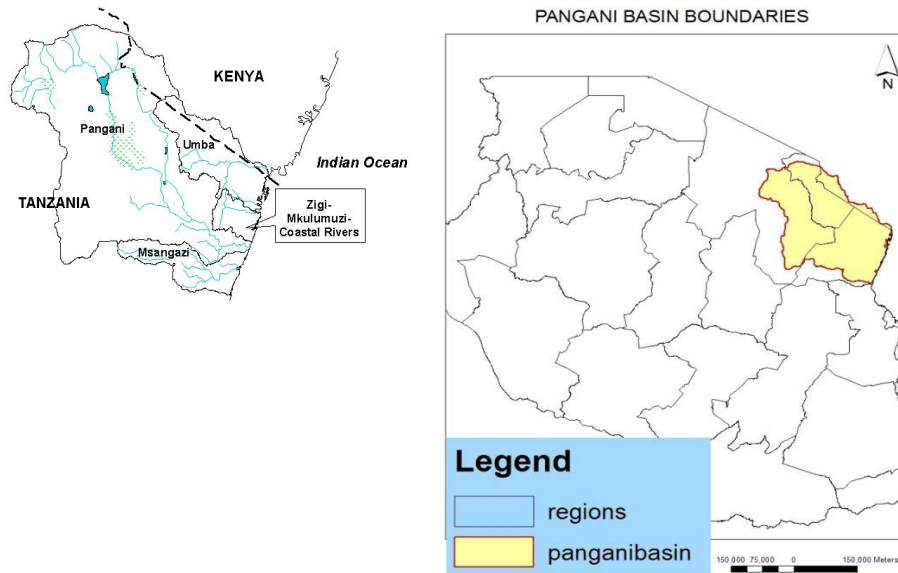 KENYA
Pangani
Umba
Indian Ocean
TANZANIA
Zigi-
Mkulumuzi-
Coastal Rivers
Msangazi
PANGANI BASIN BOUNDARIES
N
Legend
regions
panganibasin
150,000 75,000 0 150,000 Meters